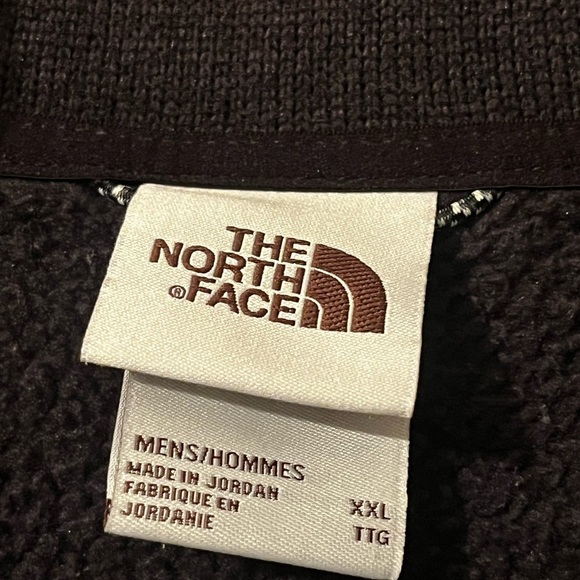 THE
NORTH
® FACE
MENS/HOMMES
MADE IN JORDAN
FABRIQUE EN
JORDANIE
XXL
TTG